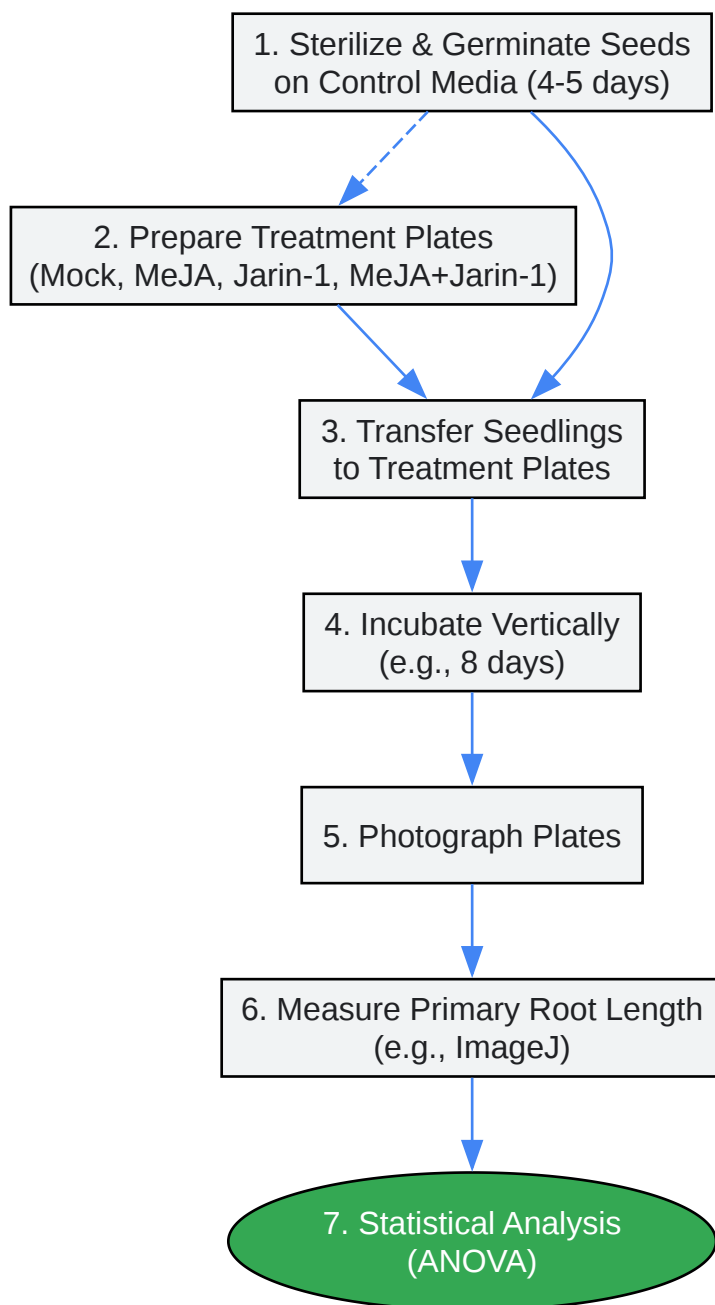 1. Sterilize & Germinate Seeds
on Control Media (4-5 days)
2. Prepare Treatment Plates
(Mock, MeJA, Jarin-1, MeJA+Jarin-1)
3. Transfer Seedlings
to Treatment Plates
4. Incubate Vertically
(e.g., 8 days)
5. Photograph Plates
6. Measure Primary Root Length
(e.g., ImageJ)
7. Statistical Analysis
(ANOVA)